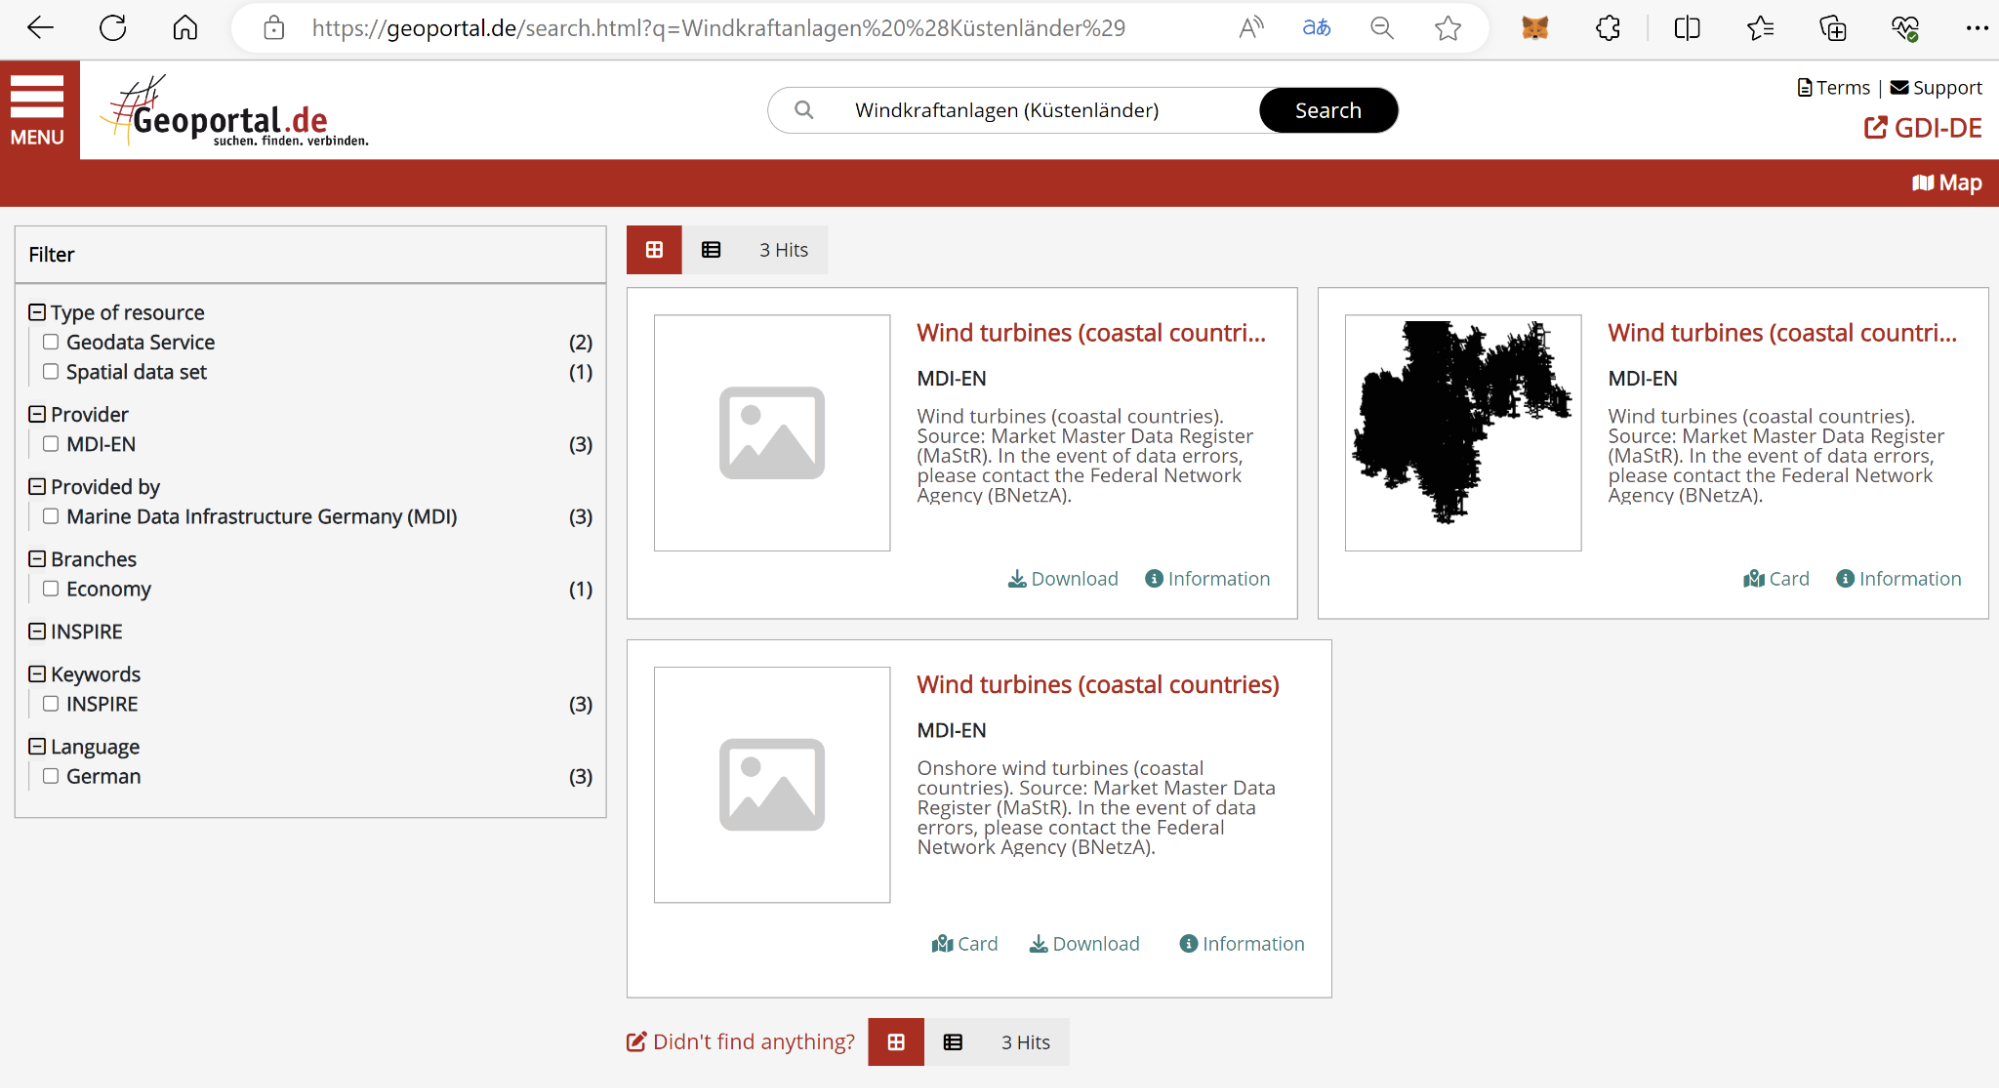 https://geoportal.de/search.html?q=Windkraftanlagen%20%28Küstenländer%29
MENU
Geoportal.de
suchen. finden. verbinden.
Windkraftanlagen (Küstenländer)
Search
Terms | Support
GDI-DE
Map
Filter
Type of resource
Geodata Service (2)
Spatial data set (1)
Provider
MDI-EN (3)
Provided by
Marine Data Infrastructure Germany (MDI) (3)
Branches
Economy (1)
INSPIRE
Keywords
INSPIRE (3)
Language
German (3)
3 Hits
Wind turbines (coastal countri...
MDI-EN
Wind turbines (coastal countries).
Source: Market Master Data Register
(MaStR). In the event of data errors,
please contact the Federal Network
Agency (BNetzA).
Download Information
Wind turbines (coastal countri...
MDI-EN
Wind turbines (coastal countries).
Source: Market Master Data Register
(MaStR). In the event of data errors,
please contact the Federal Network
Agency (BNetzA).
Card Information
Wind turbines (coastal countries)
MDI-EN
Onshore wind turbines (coastal
countries). Source: Market Master Data
Register (MaStR). In the event of data
errors, please contact the Federal
Network Agency (BNetzA).
Card Download Information
Didn't find anything?
3 Hits